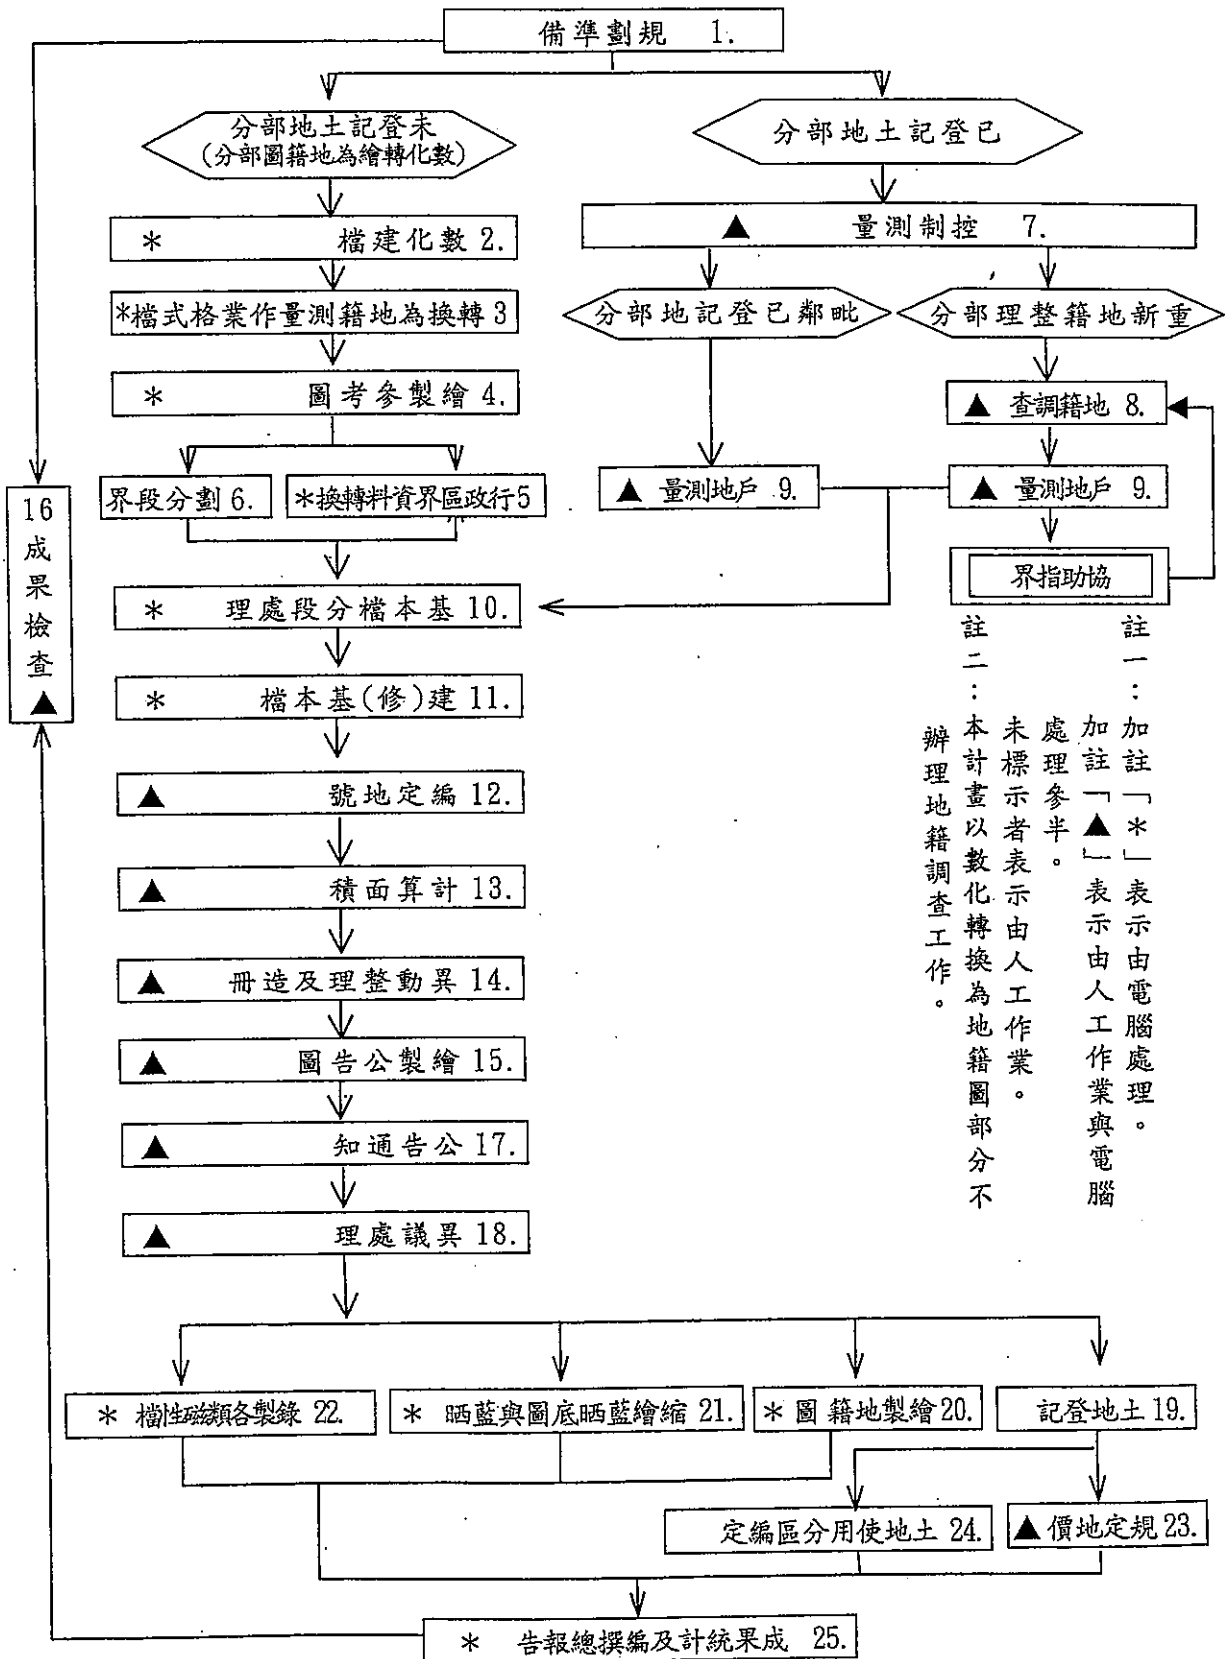 1. 規劃準備
未登記土地部分
(數化轉繪為地籍圖部分)
已登記土地部分
2. 數化建檔 *
7. 控制測量 ▲
3 轉換為地籍測量作業格式檔*
毗鄰已登記地部分
重新地籍整理部分
4. 繪製參考圖 *
8. 地籍調查 ▲
6. 劃分段界
5 行政區界資料轉換*
9. 戶地測量 ▲
9. 戶地測量 ▲
協助指界
16
成果檢查
▲
10. 基本檔分段處理 *
11. 建(修)基本檔 *
12. 編定地號 ▲
13. 計算面積 ▲
14. 異動整理及造冊 ▲
15. 繪製公告圖 ▲
17. 公告通知 ▲
18. 異議處理 ▲
註一：加註「*」表示由電腦處理。
加註「▲」表示由人工作業與電腦
處理參半。
未標示者表示由人工作業。
註二：本計畫以數化轉換為地籍圖部分不
辦理地籍調查工作。
19. 土地登記
20. 繪製地籍圖 *
21. 縮繪藍晒底圖與藍晒 *
22. 錄製各類磁性檔 *
23. 規定地價 ▲
24. 土地使用分區編定
25. 成果統計及編撰總報告 *